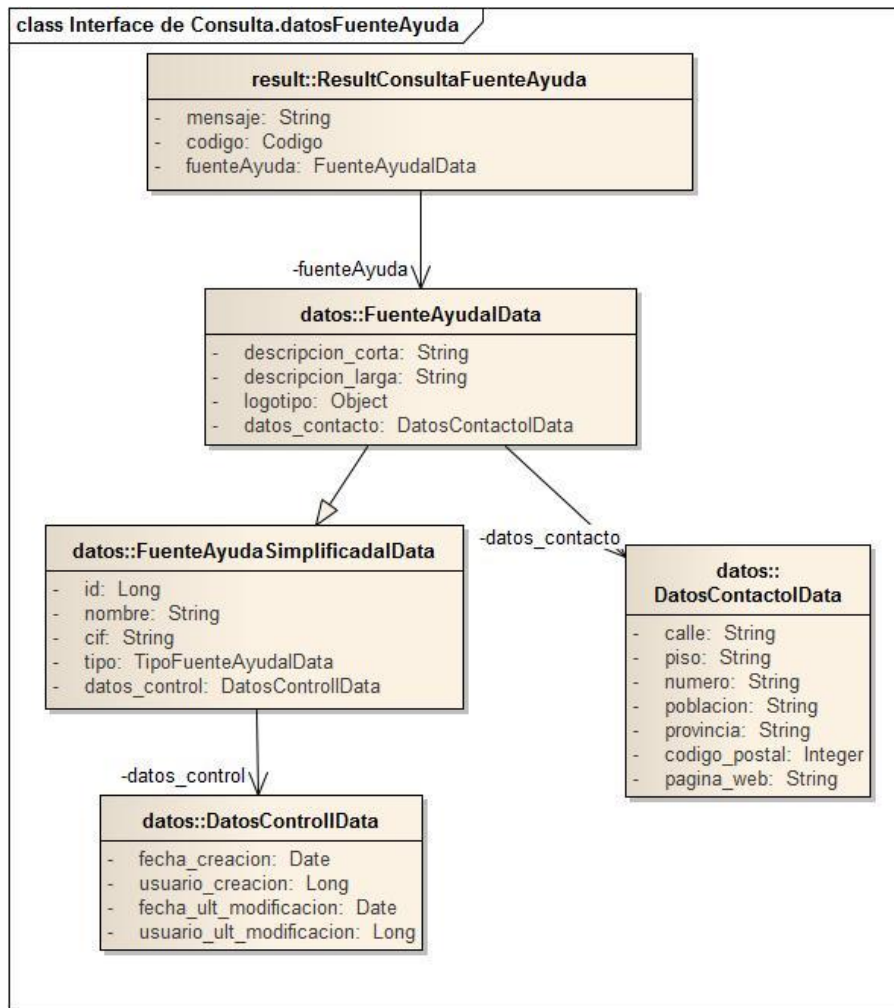 class Interface de Consulta.datosFuenteAyuda
result::ResultConsultaFuenteAyuda
- mensaje: String
- codigo: Codigo
- fuenteAyuda: FuenteAyudaIData
-fuenteAyuda
datos::FuenteAyudaIData
- descripcion_corta: String
- descripcion_larga: String
- logotipo: Object
- datos_contacto: DatosContactoIData
datos::FuenteAyudaSimplificadaIData
- id: Long
- nombre: String
- cif: String
- tipo: TipoFuenteAyudaIData
- datos_control: DatosControlIData
-datos_contacto
datos::
DatosContactoIData
- calle: String
- piso: String
- numero: String
- poblacion: String
- provincia: String
- codigo_postal: Integer
- pagina_web: String
-datos_control
datos::DatosControlIData
- fecha_creacion: Date
- usuario_creacion: Long
- fecha_ult_modificacion: Date
- usuario_ult_modificacion: Long